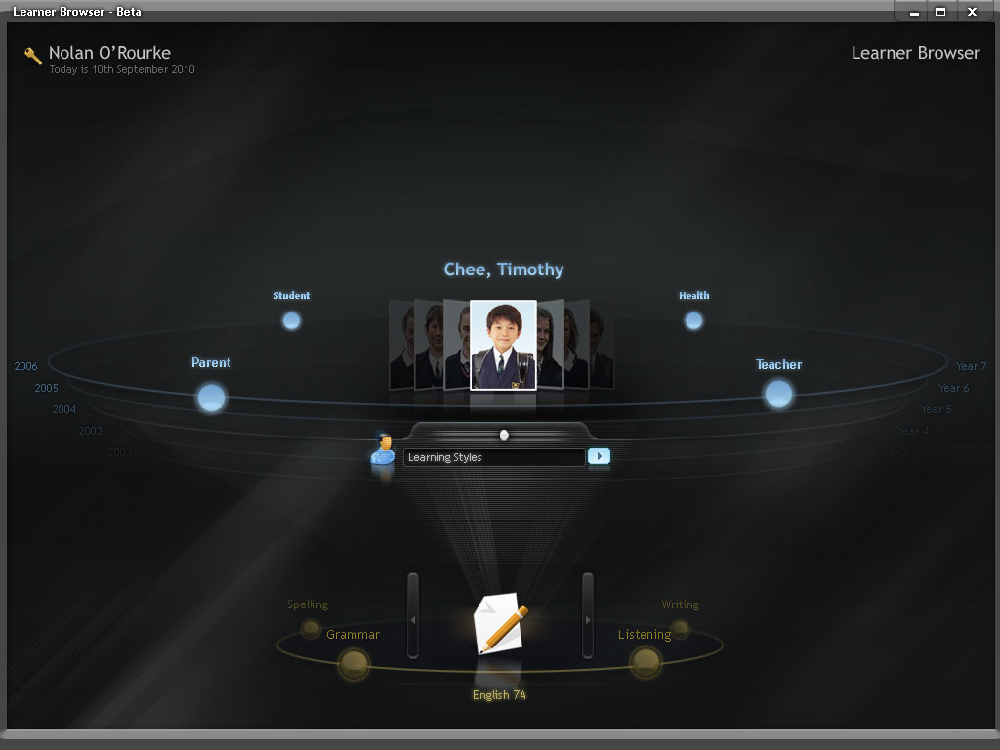 Learner Browser - Beta
Nolan O'Rourke
Learner Browser
Today is 10th September 2010
Chee, Timothy
Student
Health
Parent
Teacher
2006
Year 7
2005
Year 6
2004
Year 5
2003
Year 4
2003
Year 2
Learning Styles
Spelling
Writing
Grammar
Listening
English 7A